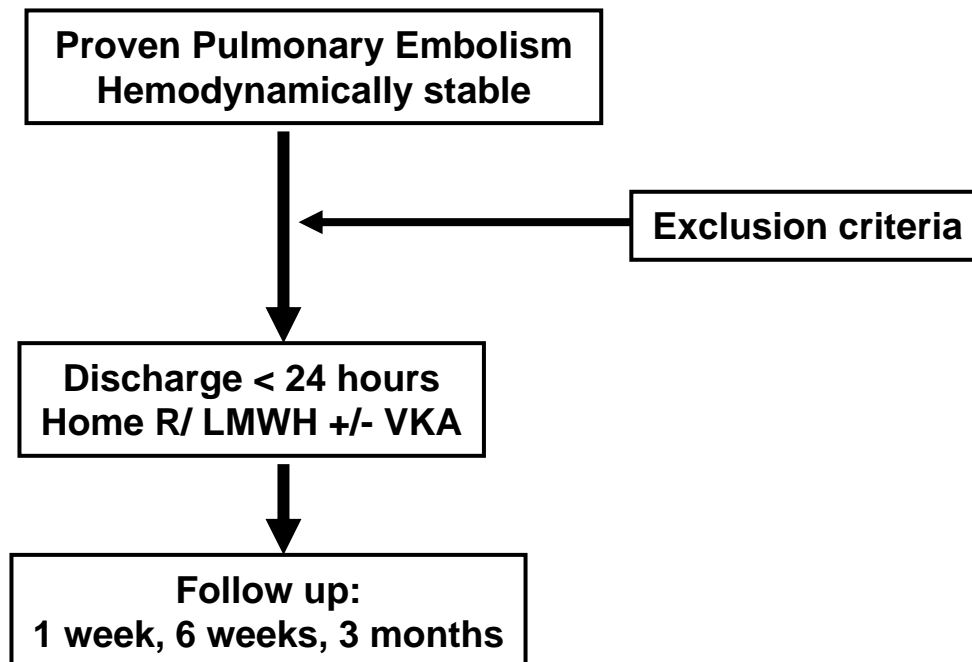 Proven Pulmonary Embolism
Hemodynamically stable
Exclusion criteria
Discharge < 24 hours
Home R/ LMWH +/- VKA
Follow up:
1 week, 6 weeks, 3 months